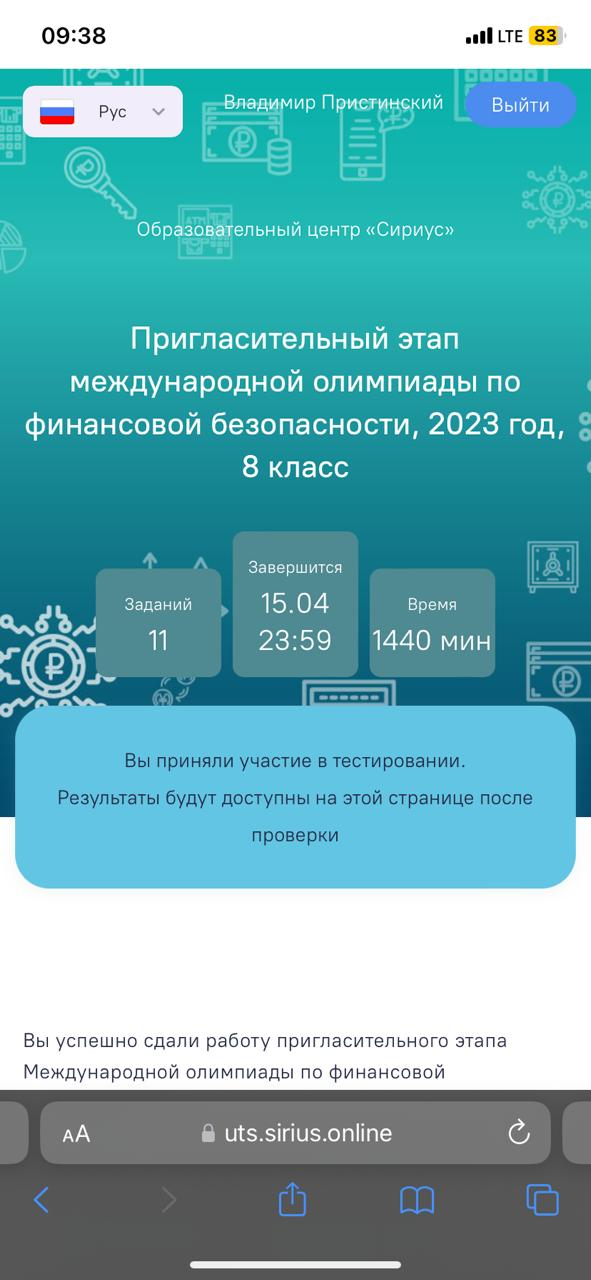 09:38
LTE 83
Рус
Владимир Пристинский
Выйти
Образовательный центр «Сириус»
Пригласительный этап
международной олимпиады по
финансовой безопасности, 2023 год,
8 класс
Заданий
11
Завершится
15.04
23:59
Время
1440 мин
Вы приняли участие в тестировании.
Результаты будут доступны на этой странице после
проверки
Вы успешно сдали работу пригласительного этапа
Международной олимпиады по финансовой
AA
uts.sirius.online